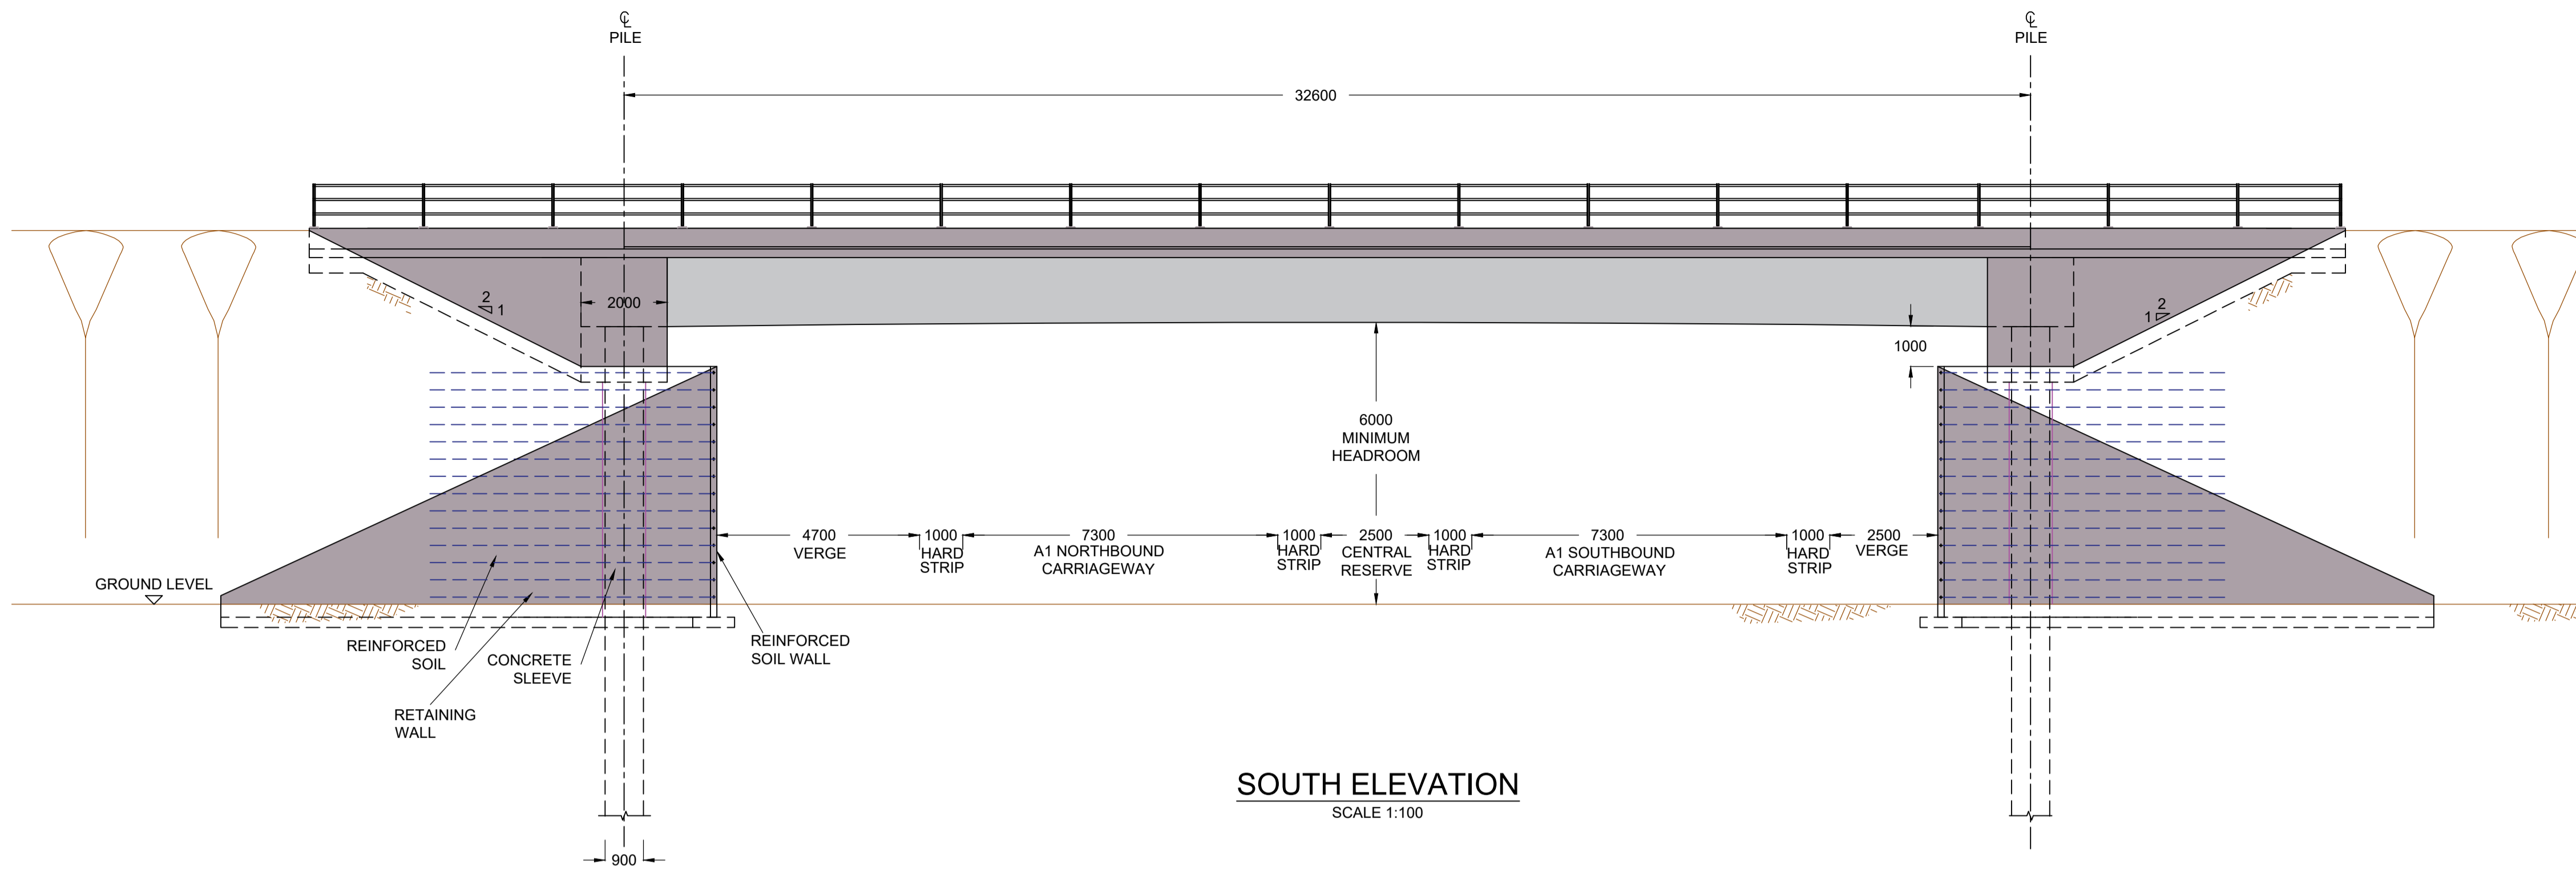 ℄
PILE
℄
PILE
32600
2
1
2000
2
1
1000
6000
MINIMUM
HEADROOM
4700
VERGE
1000
HARD
STRIP
7300
A1 NORTHBOUND
CARRIAGEWAY
1000
HARD
STRIP
2500
CENTRAL
RESERVE
1000
HARD
STRIP
7300
A1 SOUTHBOUND
CARRIAGEWAY
1000
HARD
STRIP
2500
VERGE
GROUND LEVEL
REINFORCED
SOIL
CONCRETE
SLEEVE
REINFORCED
SOIL WALL
RETAINING
WALL
SOUTH ELEVATION
SCALE 1:100
900